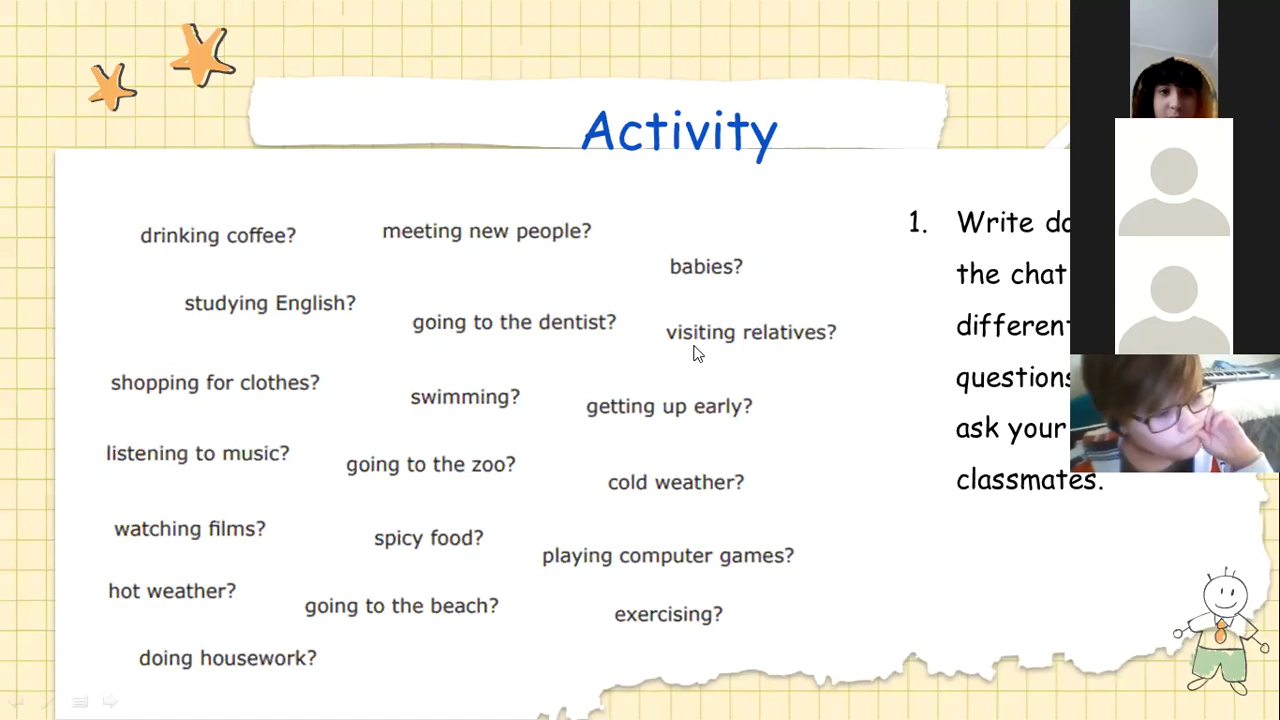 Activity
drinking coffee?
meeting new people?
babies?
studying English?
going to the dentist?
visiting relatives?
shopping for clothes?
swimming?
getting up early?
listening to music?
going to the zoo?
cold weather?
watching films?
spicy food?
playing computer games?
hot weather?
going to the beach?
exercising?
doing housework?
1. Write
the chat
different
questions
ask your
classmates.